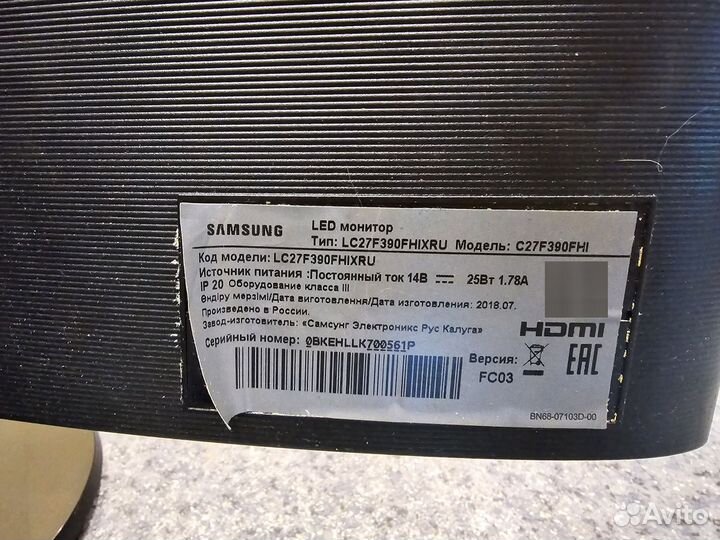 SAMSUNG
LED монитор
Тип: LC27F390FHIXRU Модель: C27F390FHI
Код модели: LC27F390FHIXRU
Источник питания :Постоянный ток 14В 25Вт 1.78А
IP 20 Оборудование класса III
Өндіру мерзімі/Дата виготовлення/Дата изготовления: 2018.07.
Произведено в России.
Завод-изготовитель: «Самсунг Электроникс Рус Калуга»
Серийный номер: 0BKEHLLK700561P
HDMI
Версия:
FC03
EAC
BN68-07103D-00
Avito